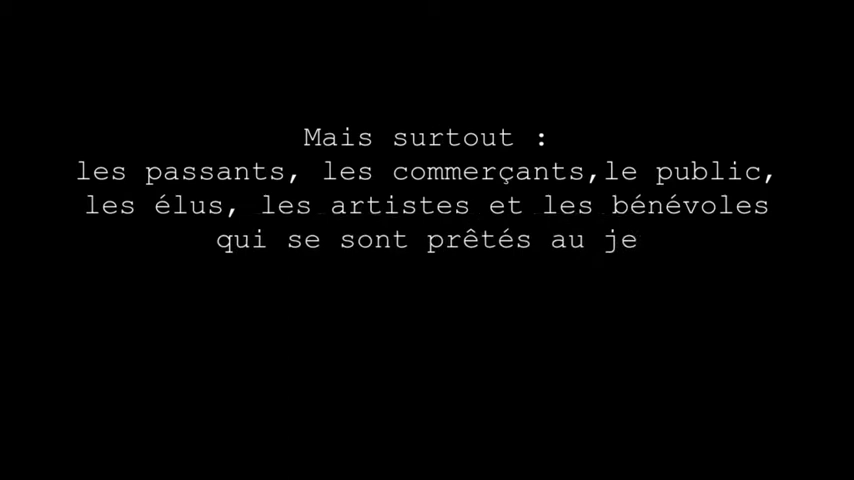 Mais surtout :
les passants, les commerçants,le public,
les élus, les artistes et les bénévoles
qui se sont prêtés au je